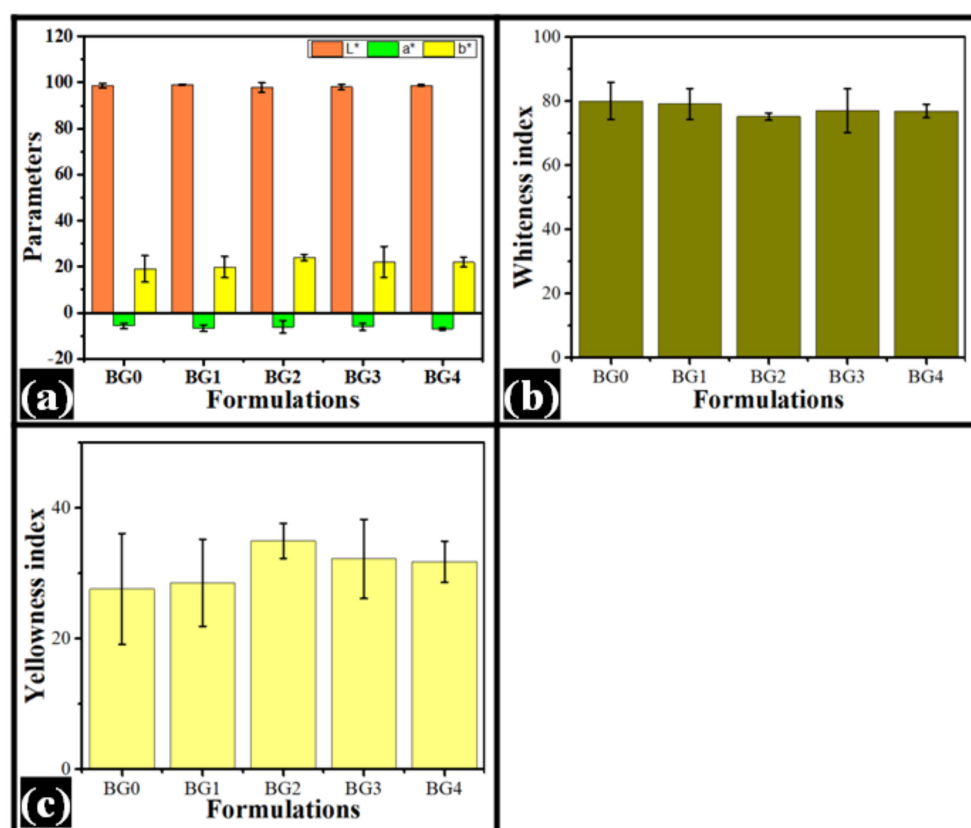 120
100
80
60
40
20
0
-20
Parameters
L* a* b*
BG0 BG1 BG2 BG3 BG4
Formulations
(a)
100
80
60
40
20
0
Whiteness index
BG0 BG1 BG2 BG3 BG4
Formulations
(b)
40
20
0
Yellowness index
BG0 BG1 BG2 BG3 BG4
Formulations
(c)